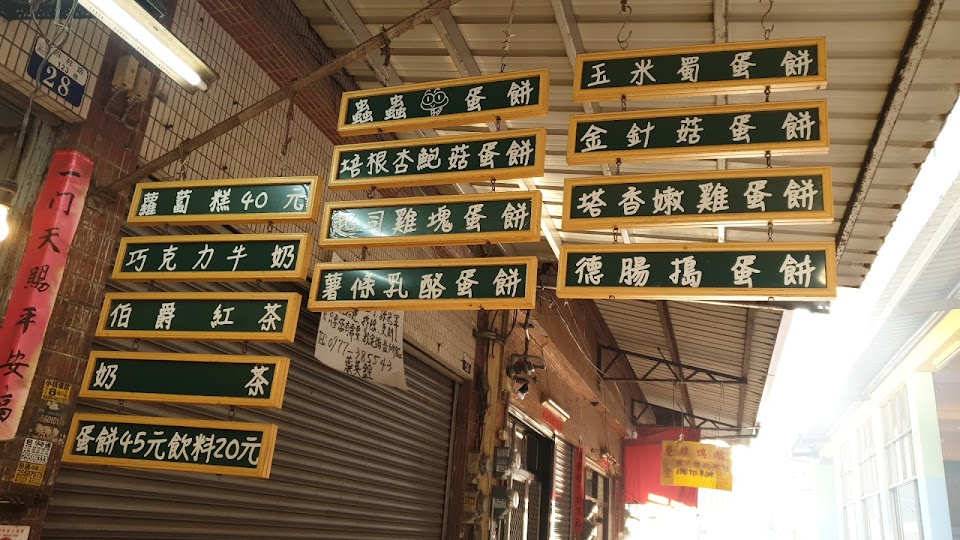 28
一门天賜平安福
蘿蔔糕40元
巧克力牛奶
伯爵紅茶
奶茶
蛋餅45元飲料20元
蟲蟲蛋餅
培根杏鮑菇蛋餅
起司雞塊蛋餅
薯條乳酪蛋餅
玉米蜀蛋餅
金針菇蛋餅
塔香嫩雞蛋餅
德腸搗蛋餅